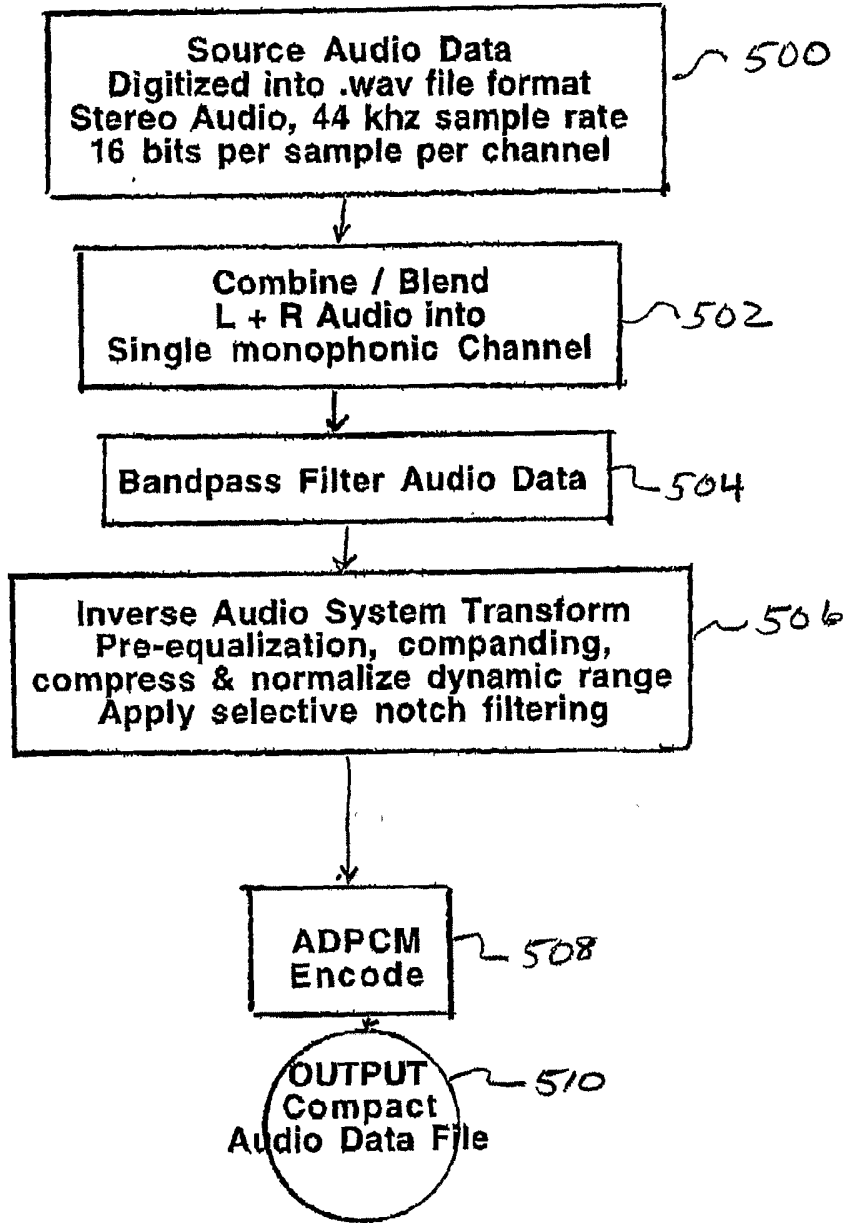 Source Audio Data
Digitized into .wav file format
Stereo Audio, 44 khz sample rate
16 bits per sample per channel
500
Combine / Blend
L + R Audio into
Single monophonic Channel
502
Bandpass Filter Audio Data
504
Inverse Audio System Transform
Pre-equalization, companding,
compress & normalize dynamic range
Apply selective notch filtering
506
ADPCM
Encode
508
OUTPUT
Compact
Audio Data File
510